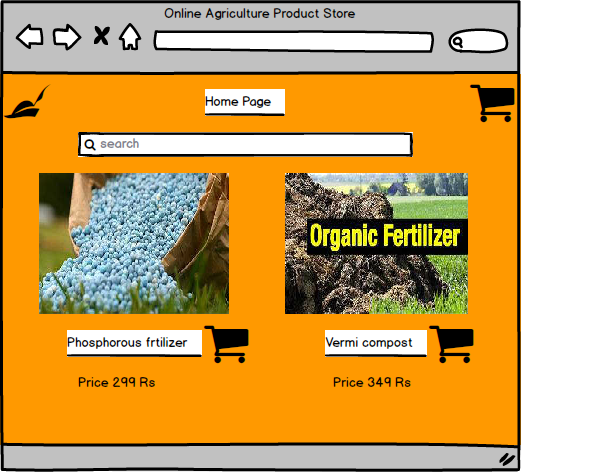 Online Agriculture Product Store
Home Page
search
Organic Fertilizer
Phosphorous frtilizer
Vermi compost
Price 299 Rs
Price 349 Rs